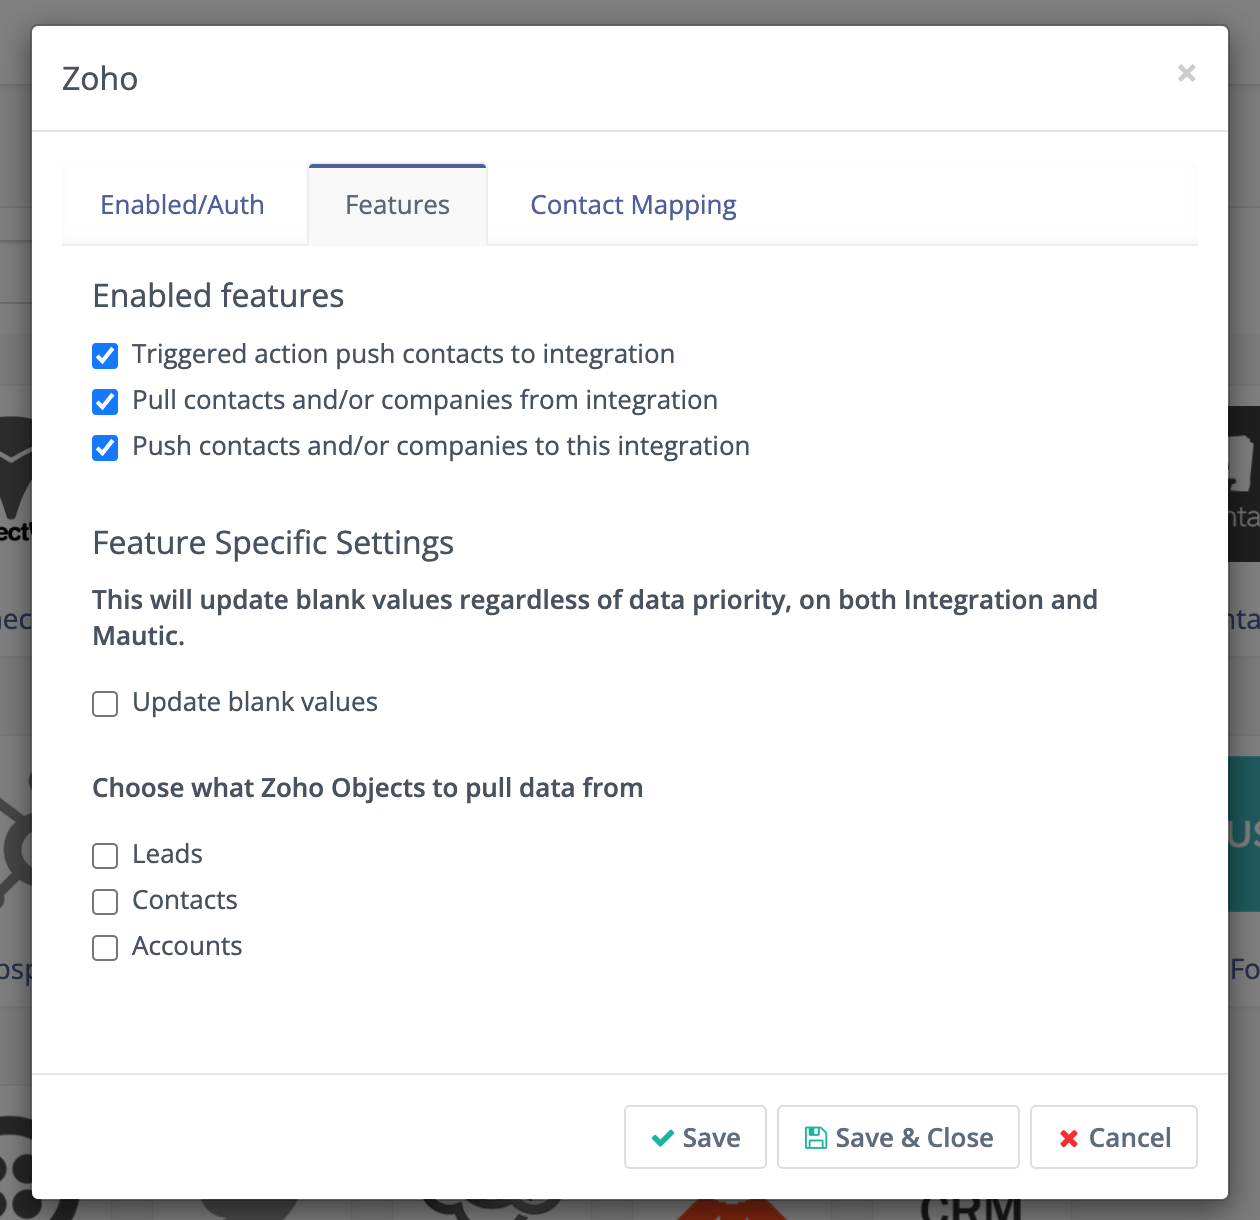 Zoho
×
Enabled/Auth
Features
Contact Mapping
Enabled features
Triggered action push contacts to integration
Pull contacts and/or companies from integration
Push contacts and/or companies to this integration
Feature Specific Settings
This will update blank values regardless of data priority, on both Integration and
Mautic.
Update blank values
Choose what Zoho Objects to pull data from
Leads
Contacts
Accounts
Save
Save & Close
Cancel
CRM